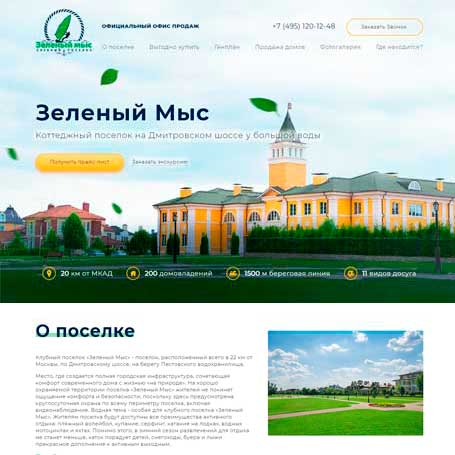 Зеленый мыс
ОФИЦИАЛЬНЫЙ ОФИС ПРОДАЖ
+7 (495) 120-12-48
Заказать Звонок
О поселке
Выгодно купить
Генплан
Продажа домов
Фотогалерея
Где находится?
Зеленый Мыс
Коттеджный поселок на Дмитровском шоссе у большой воды
Получить прайс лист
Заказать экскурсию
20 км от МКАД
200 домовладений
1500 м береговая линия
11 видов досуга
О поселке
Клубный поселок «Зеленый Мыс» - поселок, расположенный всего в 22 км от
Москвы, по Дмитровскому шоссе, на берегу Пестовского водохранилища.
Место, где создается полная городская инфраструктура, сочетающая
комфорт современного дома с жизнью «на природе». На хорошо
охраняемой территории поселка «Зеленый Мыс» жителей не покинет
ощущение комфорта и безопасности, поскольку здесь предусмотрена
круглосуточная охрана по всему периметру поселка, включая
видеонаблюдение. Водная тема - особая для клубного поселка «Зеленый
Мыс». Жителям поселка будут доступны все преимущества активного
отдыха: пляжный волейбол, купание, серфинг, катание на лодках, водных
мотоциклах и яхтах. Помимо этого, в зимний сезон развлечений для отдыха
не станет меньше, каток порадует детей, снегоходы, буера и лыжи
прекрасное дополнение к активным выходным.